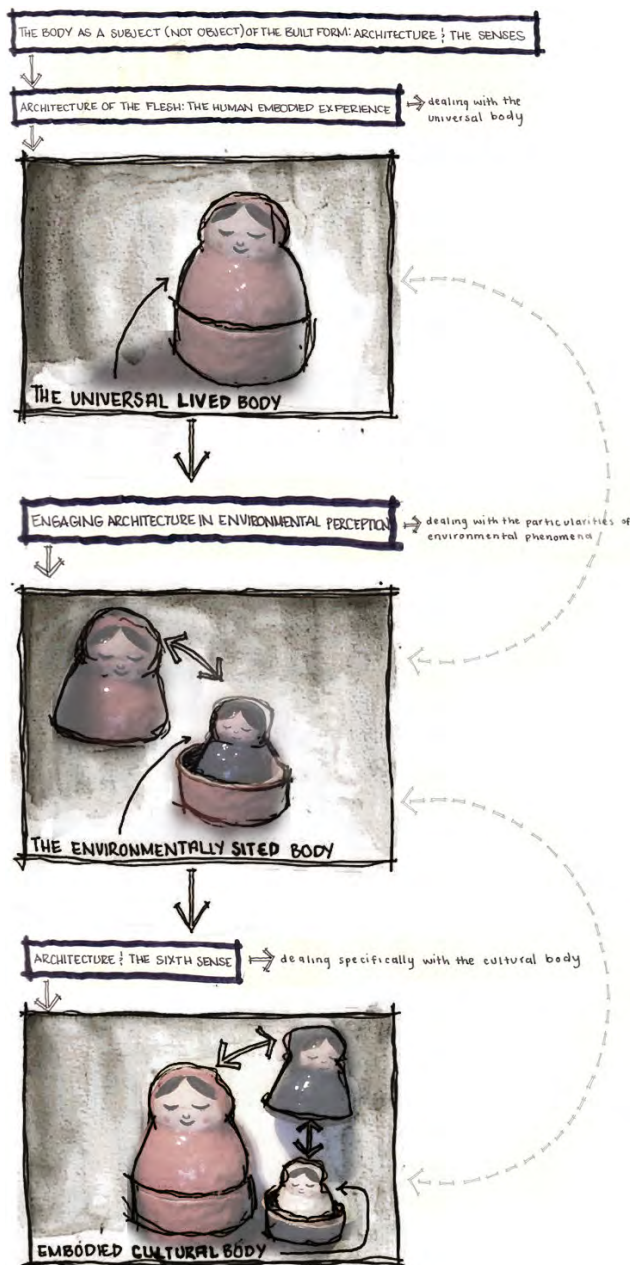 THE BODY AS A SUBJECT (NOT OBJECT) OF THE BUILT FORM: ARCHITECTURE & THE SENSES
ARCHITECTURE OF THE FLESH: THE HUMAN EMBODIED EXPERIENCE
dealing with the
universal body
THE UNIVERSAL LIVED BODY
ENGAGING ARCHITECTURE IN ENVIRONMENTAL PERCEPTION
dealing with the particularities of
environmental phenomena
THE ENVIRONMENTALLY SITED BODY
ARCHITECTURE & THE SIXTH SENSE
dealing specifically with the cultural body
EMBODIED CULTURAL BODY